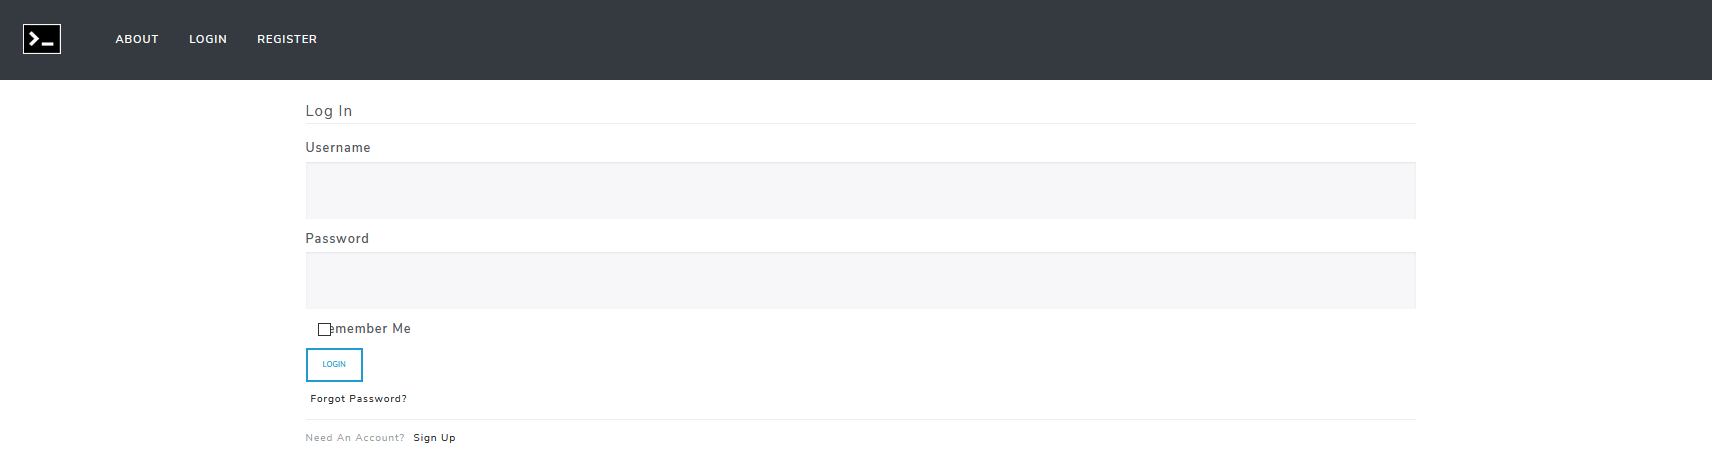 ABOUT LOGIN REGISTER
Log In
Username
Password
emember Me
LOGIN
Forgot Password?
Need An Account? Sign Up